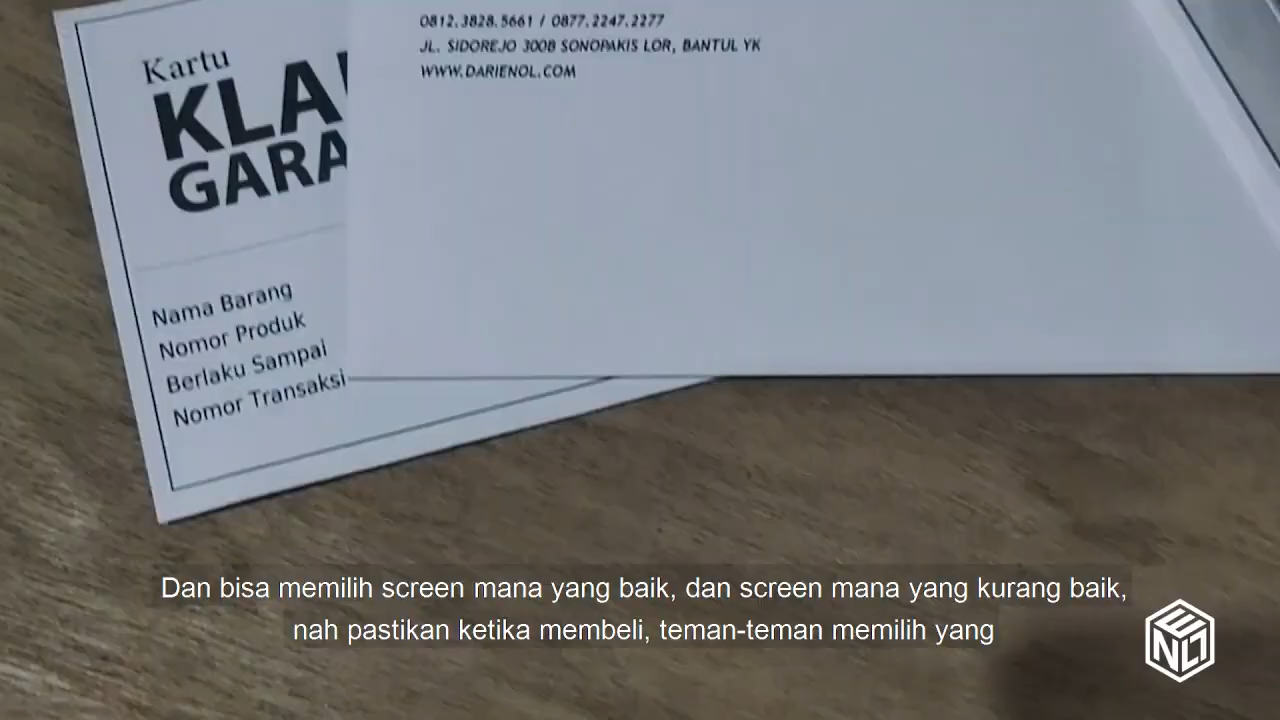 0812.3828.5661 / 0877.2247.2277
JL. SIDOREJO 300B SONOPAKIS LOR, BANTUL YK
WWW.DARIENOL.COM
Kartu
KLA
GARA
Nama Barang
Nomor Produk
Berlaku Sampai
Nomor Transaksi
Dan bisa memilih screen mana yang baik, dan screen mana yang kurang baik,
nah pastikan ketika membeli, teman-teman memilih yang